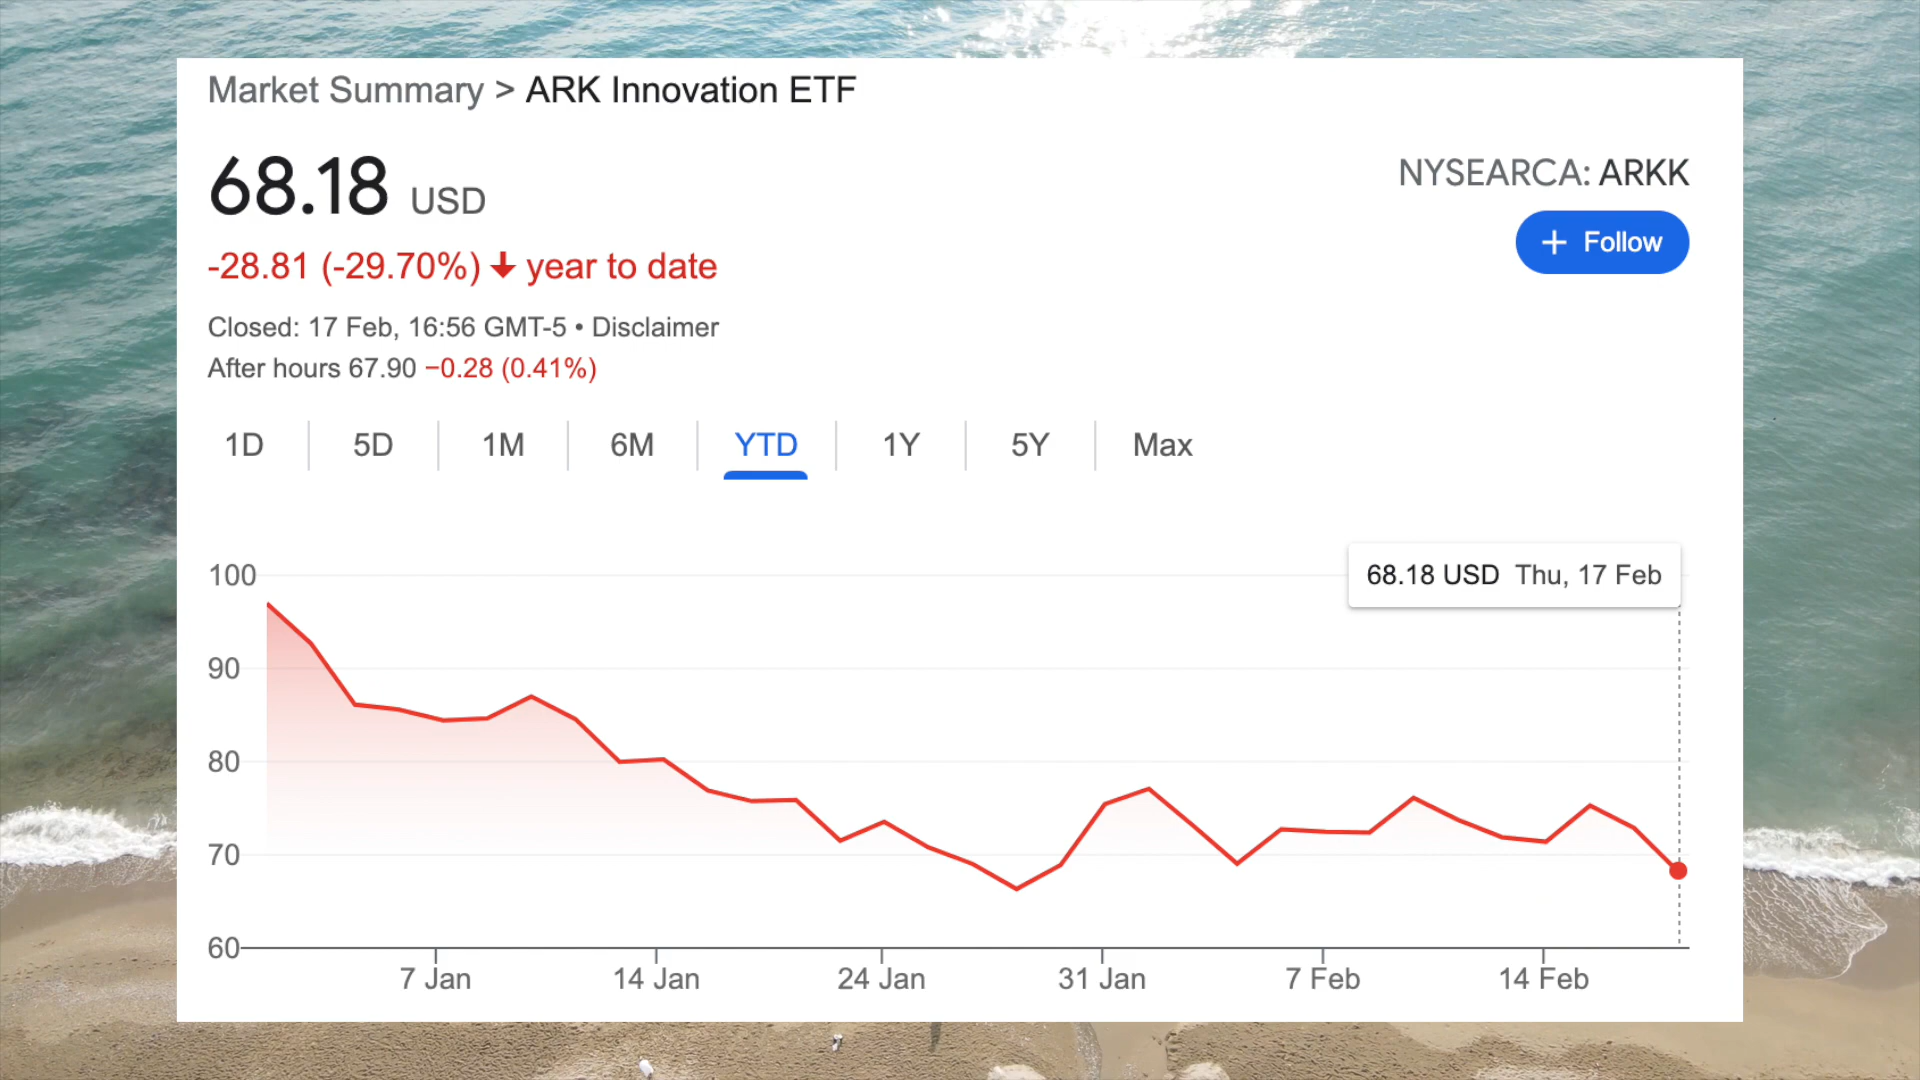 Market Summary > ARK Innovation ETF
68.18 USD
NYSEARCA: ARKK
+ Follow
-28.81 (-29.70%) ↓ year to date
Closed: 17 Feb, 16:56 GMT-5 • Disclaimer
After hours 67.90 −0.28 (0.41%)
1D 5D 1M 6M YTD 1Y 5Y Max
68.18 USD Thu, 17 Feb
100
90
80
70
60
7 Jan 14 Jan 24 Jan 31 Jan 7 Feb 14 Feb